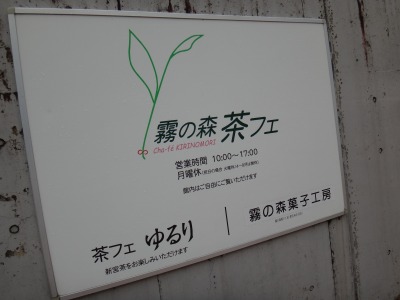 霧の森 茶フェ
Cha-fé KIRINOMORI
営業時間 10:00〜17:00
月曜休
館内はご自由にご覧いただけます
茶フェ ゆるり
新宮茶をお楽しみいただけます
霧の森菓子工房